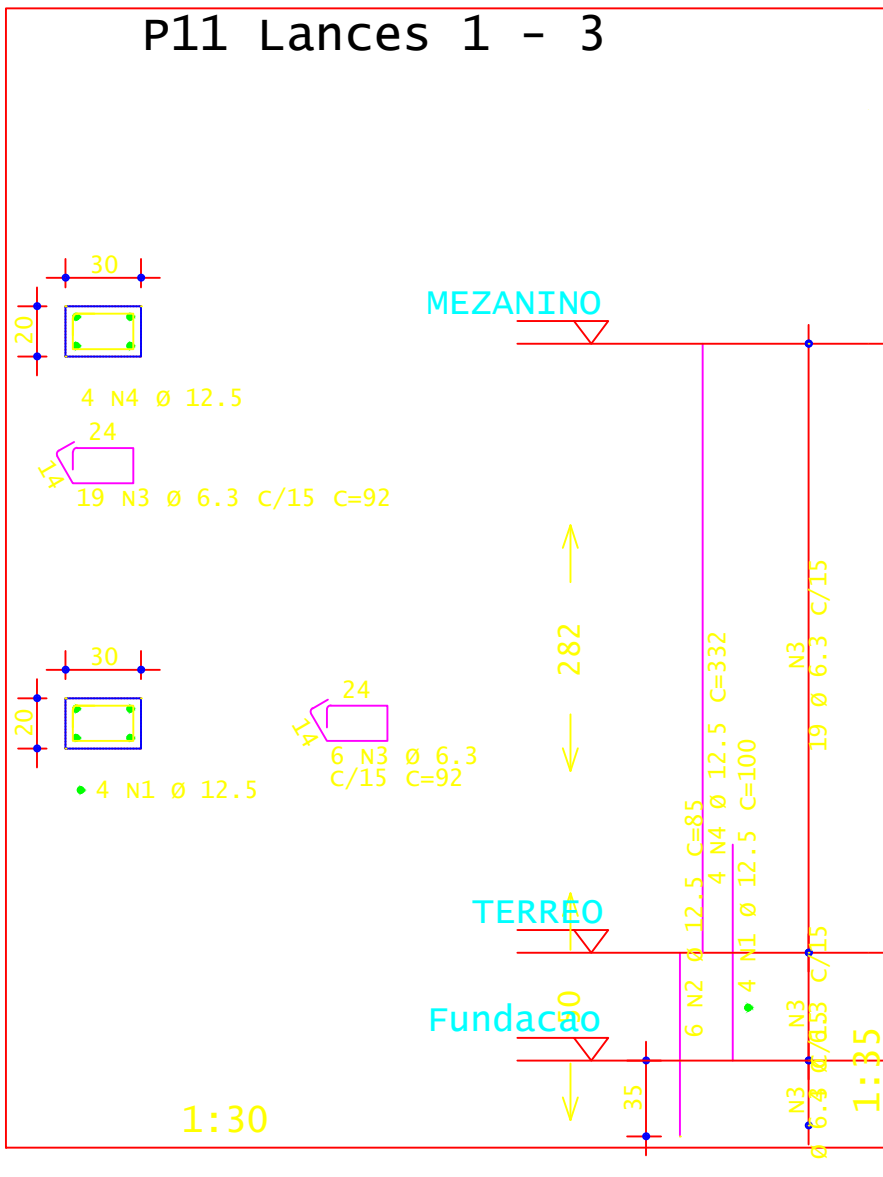 P11 Lances 1 - 3
30
20
MEZANINO
4 N4 Ø 12.5
24
14
19 N3 Ø 6.3 C/15 C=92
30
20
24
14
6 N3 Ø 6.3
C/15 C=92
4 N1 Ø 12.5
282
N3
19 Ø 6.3 C/15
4 N4 Ø 12.5 C=332
4 N1 Ø 12.5 C=100
6 N2 Ø 12.5 C=85
TERREO
50
Fundacao
N3
N3
35
1:30
1:35